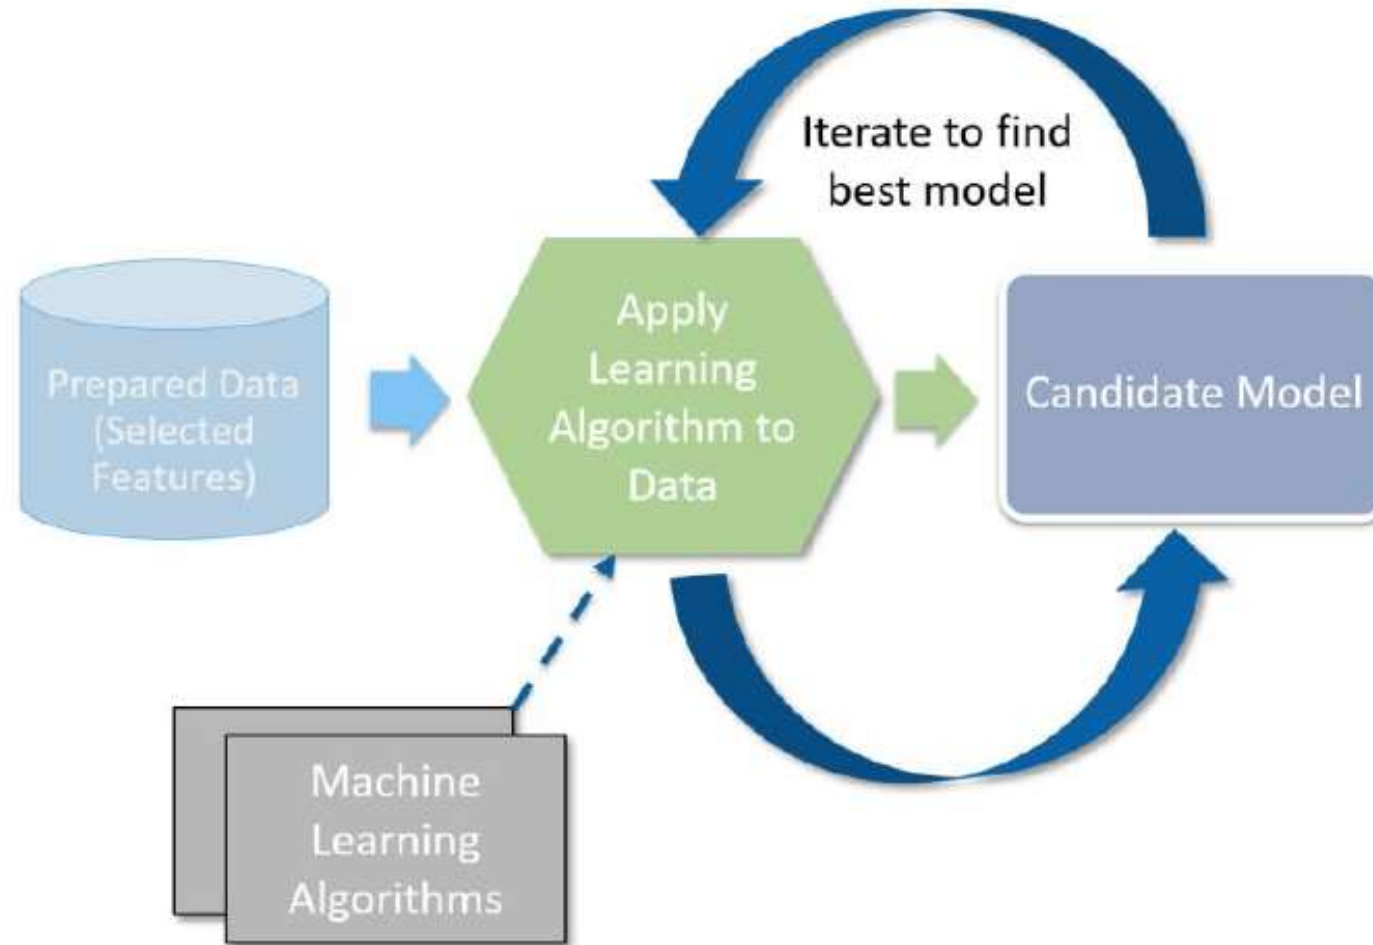 Iterate to find
best model
Prepared Data
(Selected
Features)
Apply
Learning
Algorithm to
Data
Candidate Model
Machine
Learning
Algorithms